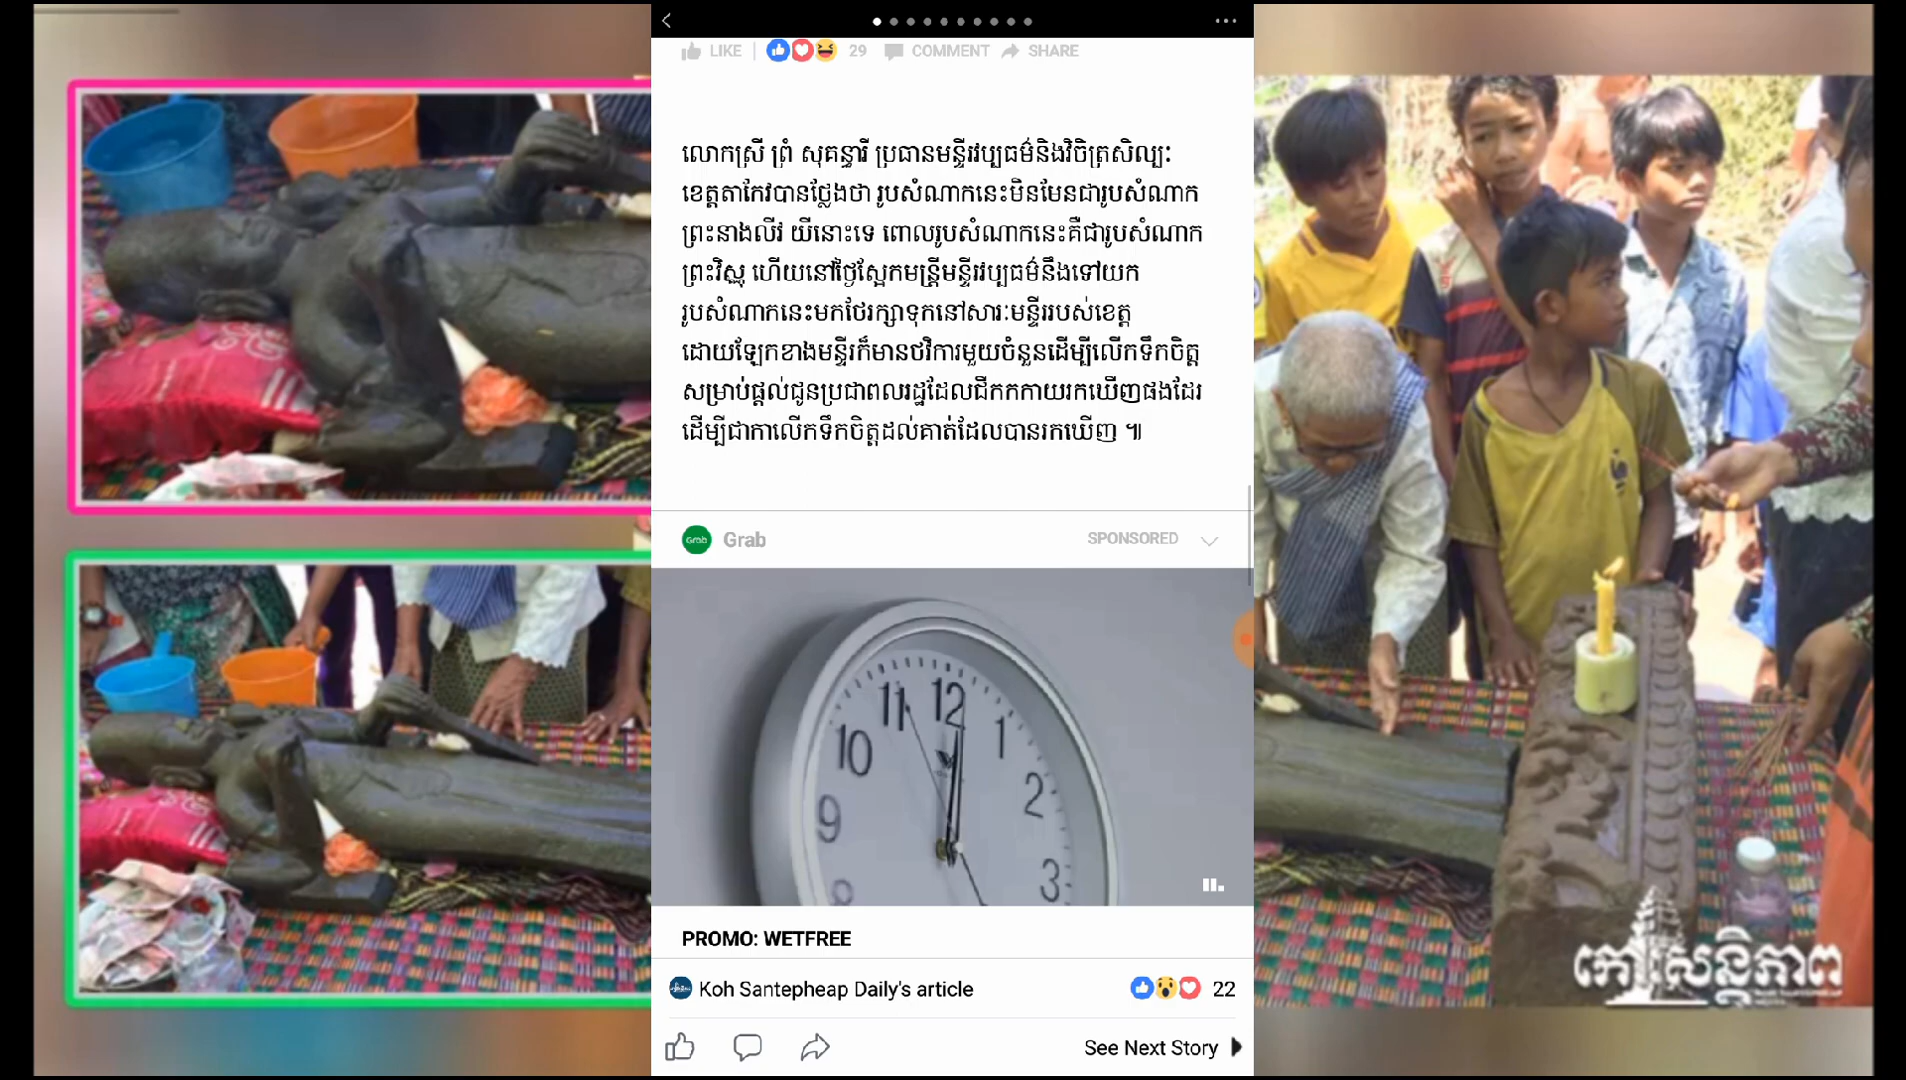 LIKE 29 COMMENT SHARE
លោកស្រី ព្រំ សុគន្ធារី ប្រធានមន្ទីរវប្បធម៌និងវិចិត្រសិល្បៈ
ខេត្តតាកែវបានថ្លែងថា រូបសំណាកនេះមិនមែនជារូបសំណាក
ព្រះនាងលីវ យីនោះទេ ពោលរូបសំណាកនេះគឺជារូបសំណាក
ព្រះវិស្ណុ ហើយនៅថ្ងៃស្អែកមន្ត្រីមន្ទីរវប្បធម៌នឹងទៅយក
រូបសំណាកនេះមកថែរក្សាទុកនៅសារៈមន្ទីររបស់ខេត្ត
ដោយឡែកខាងមន្ទីរក៏មានថវិការមួយចំនួនដើម្បីលើកទឹកចិត្ត
សម្រាប់ផ្តល់ជូនប្រជាពលរដ្ឋដែលជីកកកាយរកឃើញផងដែរ
ដើម្បីជាកាលើកទឹកចិត្តដល់គាត់ដែលបានរកឃើញ ៕
Grab Grab SPONSORED
11 12 1
10 2
9 3
8
PROMO: WETFREE
Koh Santepheap Daily's article 22
See Next Story
កោះសន្តិភាព